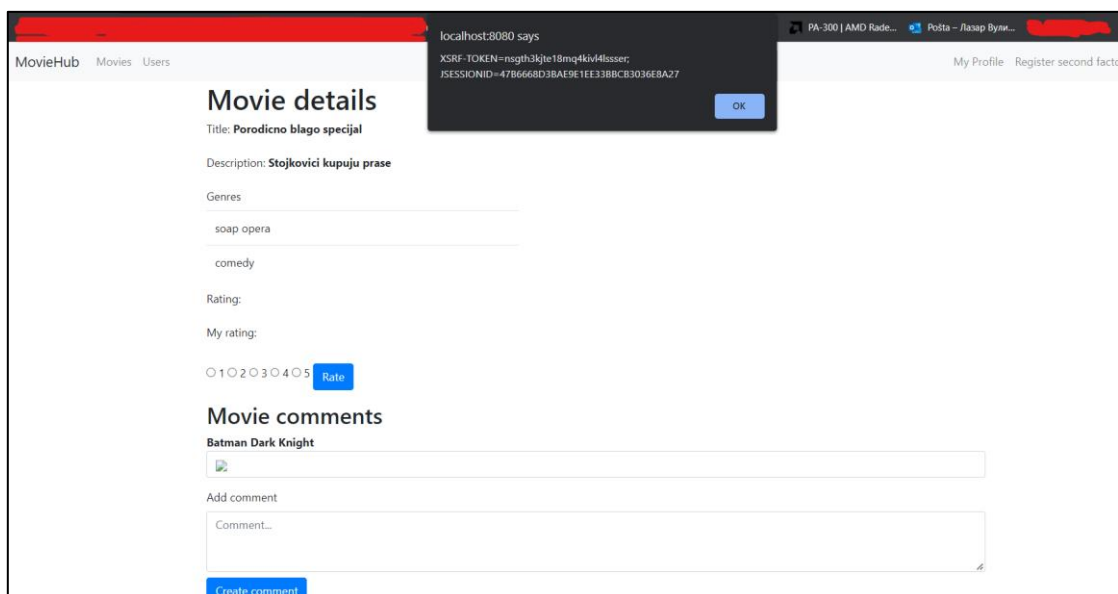 PA-300 | AMD Rade... Pošta – Лазар Вули...
localhost:8080 says
XSRF-TOKEN=nsgth3kjte18mq4kivl4lssser;
JSESSIONID=47B6668D3BAE9E1EE33BBCB3036E8A27
OK
MovieHub Movies Users My Profile Register second facto
Movie details
Title: Porodicno blago specijal
Description: Stojkovici kupuju prase
Genres
soap opera
comedy
Rating:
My rating:
1 2 3 4 5 Rate
Movie comments
Batman Dark Knight
Add comment
Comment...
Create comment